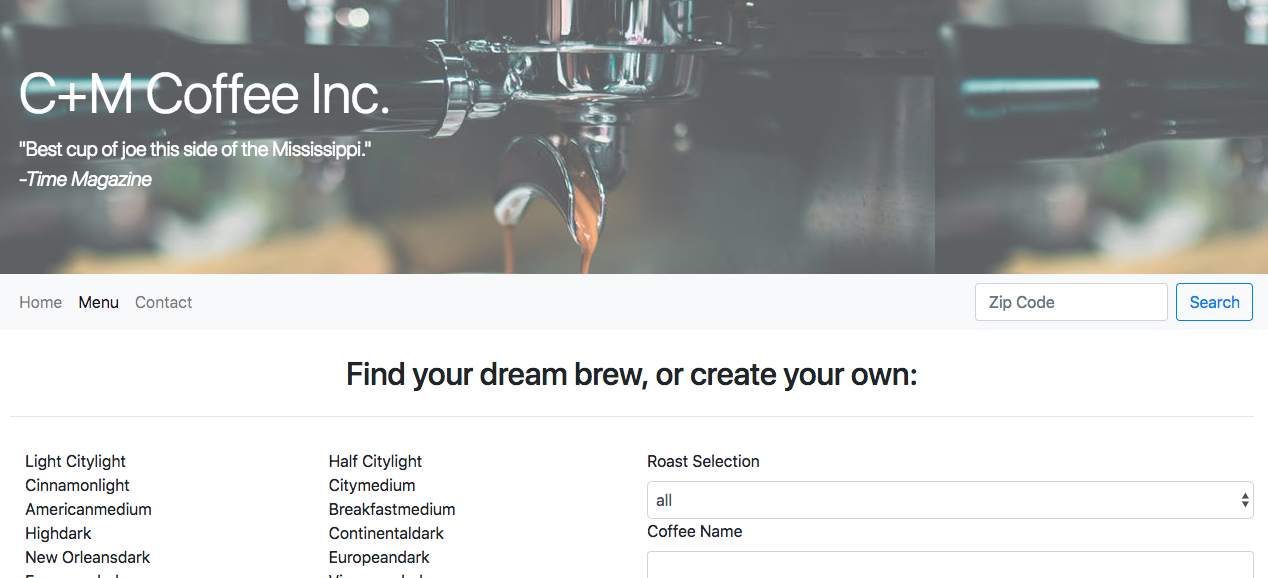 C+M Coffee Inc.
"Best cup of joe this side of the Mississippi."
-Time Magazine
Home Menu Contact
Zip Code Search
Find your dream brew, or create your own:
Light Citylight
Cinnamonlight
Americanmedium
Highdark
New Orleansdark
Half Citylight
Citymedium
Breakfastmedium
Continentaldark
Europeandark
Roast Selection
all
Coffee Name